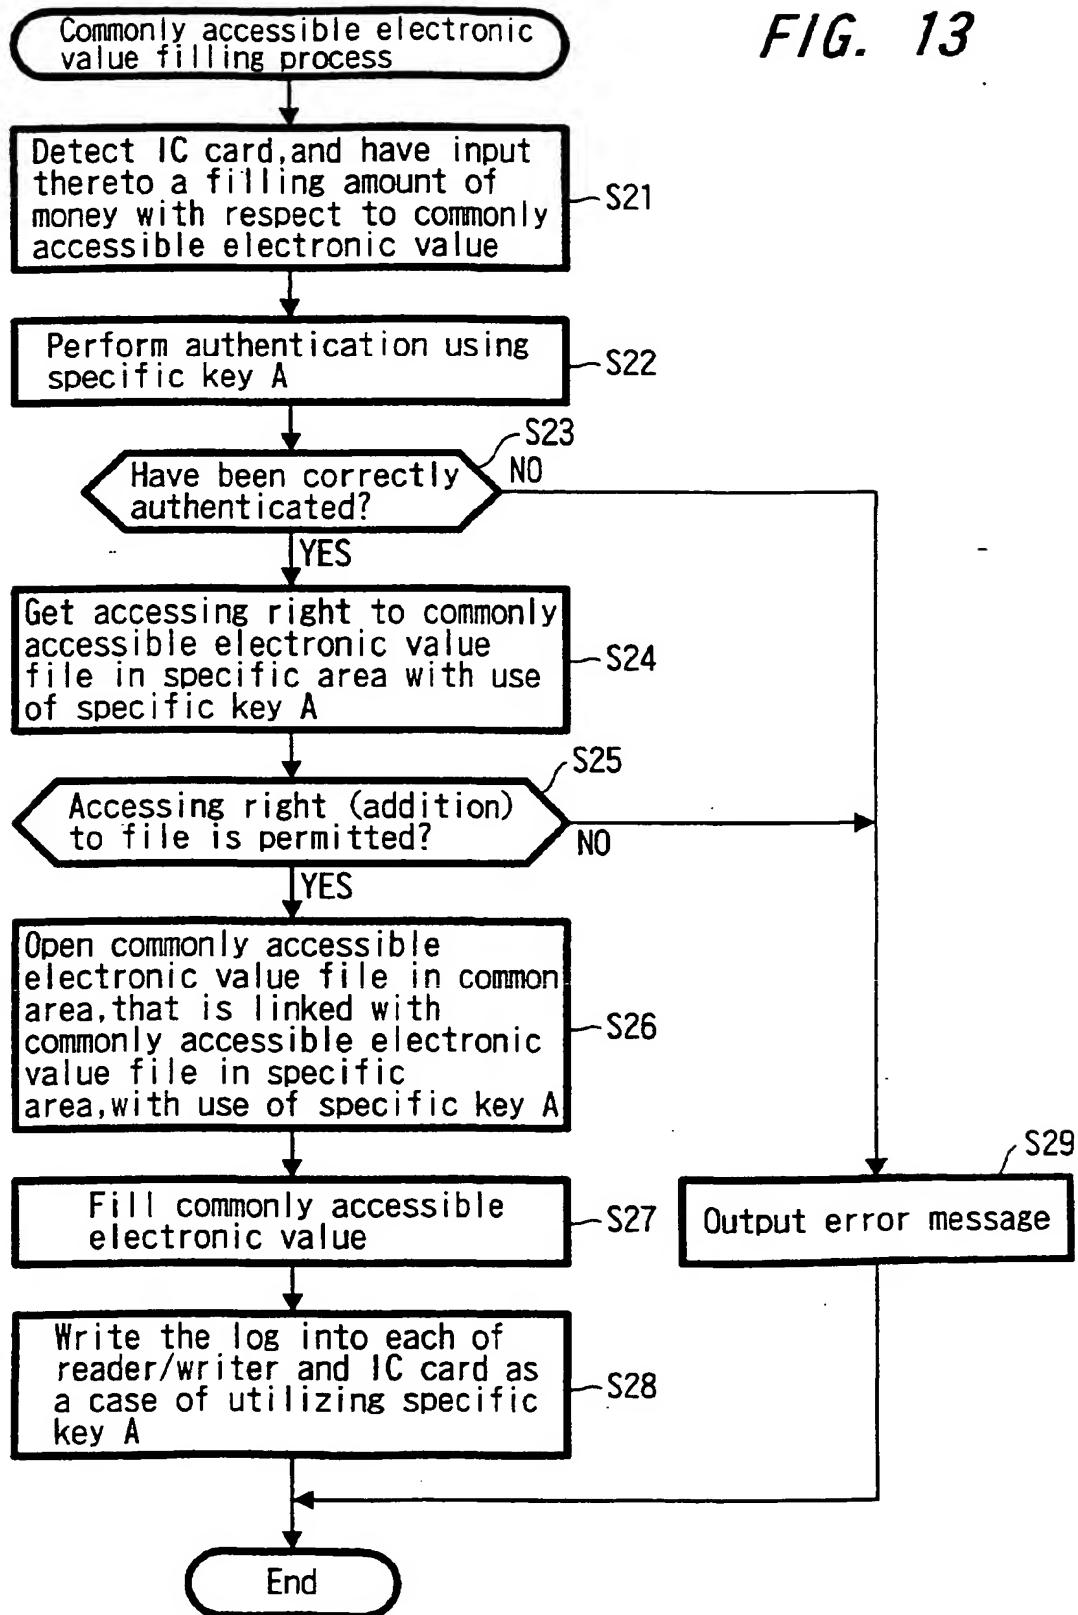 FIG. 13
Commonly accessible electronic
value filling process
Detect IC card,and have input
thereto a filling amount of
money with respect to commonly
accessible electronic value
S21
Perform authentication using
specific key A
S22
S23
Have been correctly
authenticated?
NO
YES
Get accessing right to commonly
accessible electronic value
file in specific area with use
of specific key A
S24
S25
Accessing right (addition)
to file is permitted?
NO
YES
Open commonly accessible
electronic value file in common
area,that is linked with
commonly accessible electronic
value file in specific
area,with use of specific key A
S26
Fill commonly accessible
electronic value
S27
S29
Output error message
Write the log into each of
reader/writer and IC card as
a case of utilizing specific
key A
S28
End